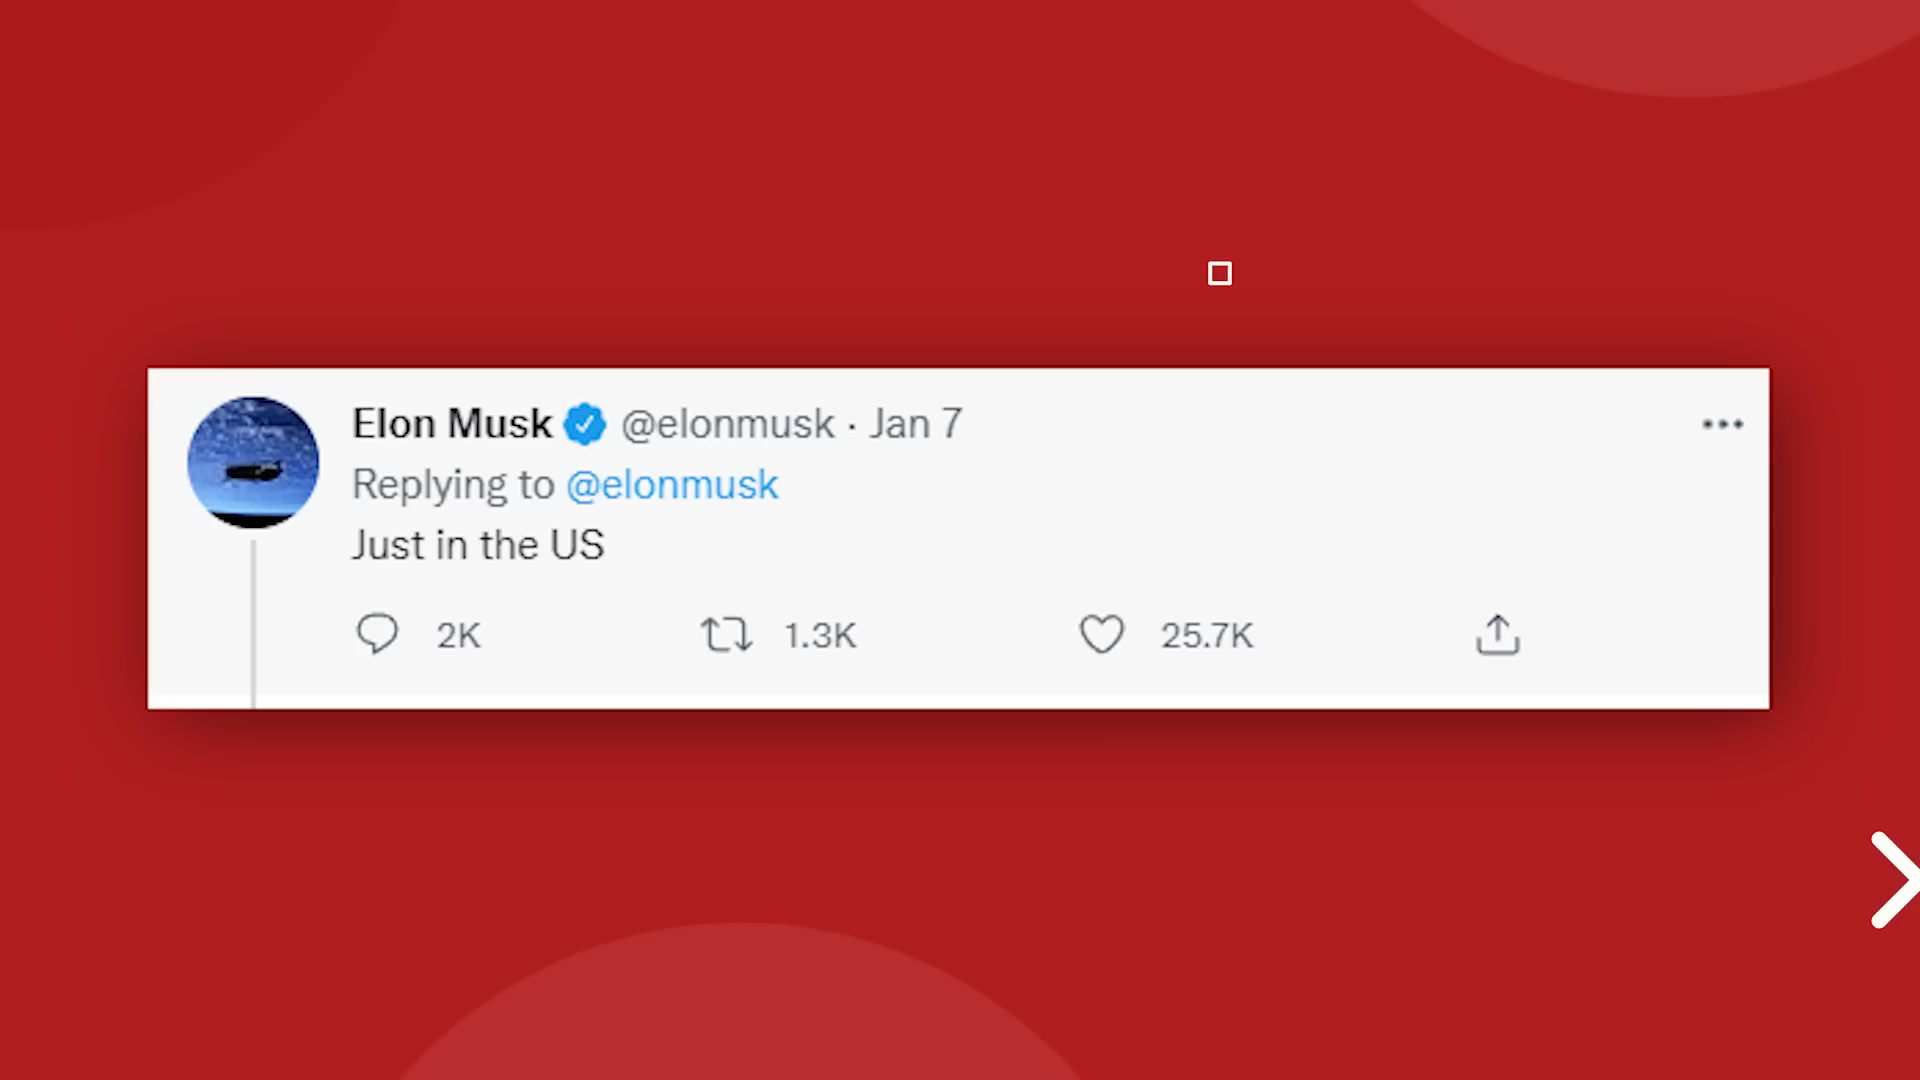 Elon Musk @elonmusk · Jan 7
Replying to @elonmusk
Just in the US
2K 1.3K 25.7K